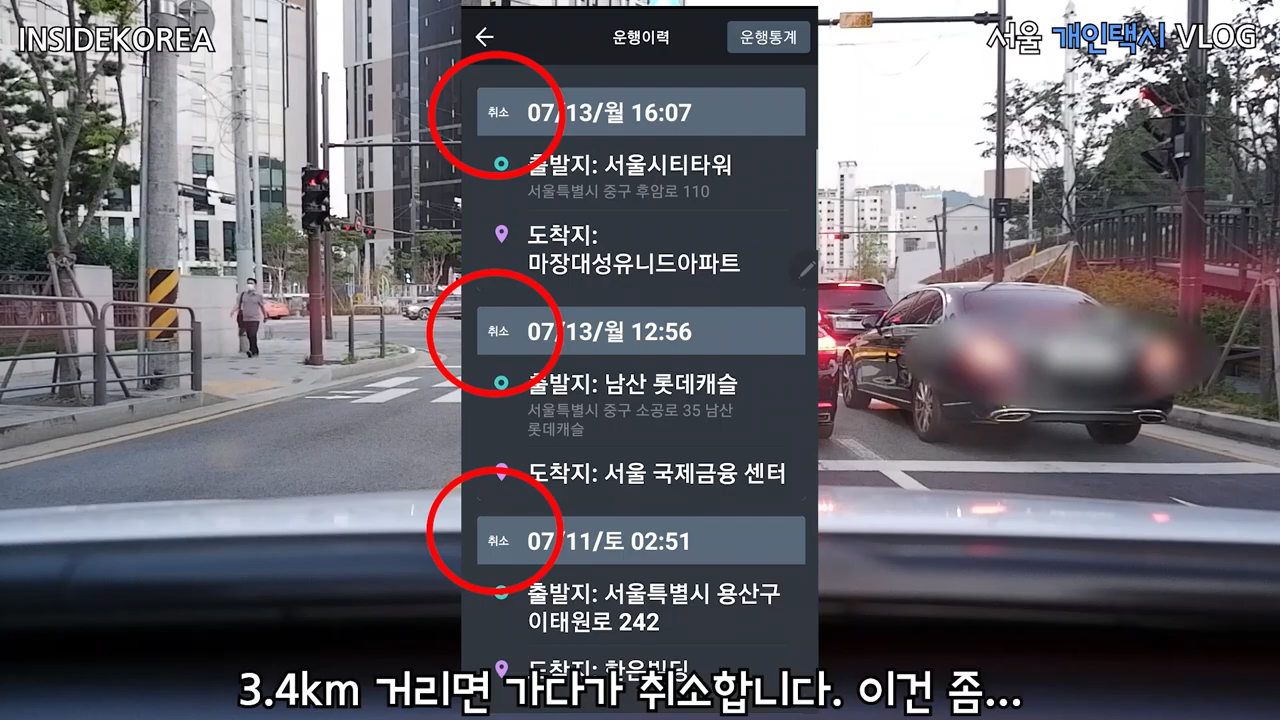 INSIDEKOREA
서울 개인택시 VLOG
운행이력
운행통계
취소 07/13/월 16:07
출발지: 서울시티타워
서울특별시 중구 후암로 110
도착지:
마장대성유니드아파트
취소 07/13/월 12:56
출발지: 남산 롯데캐슬
서울특별시 중구 소공로 35 남산
롯데캐슬
도착지: 서울 국제금융 센터
취소 07/11/토 02:51
출발지: 서울특별시 용산구
이태원로 242
도착지: 한은빌딩
3.4km 거리면 가다가 취소합니다. 이건 좀...